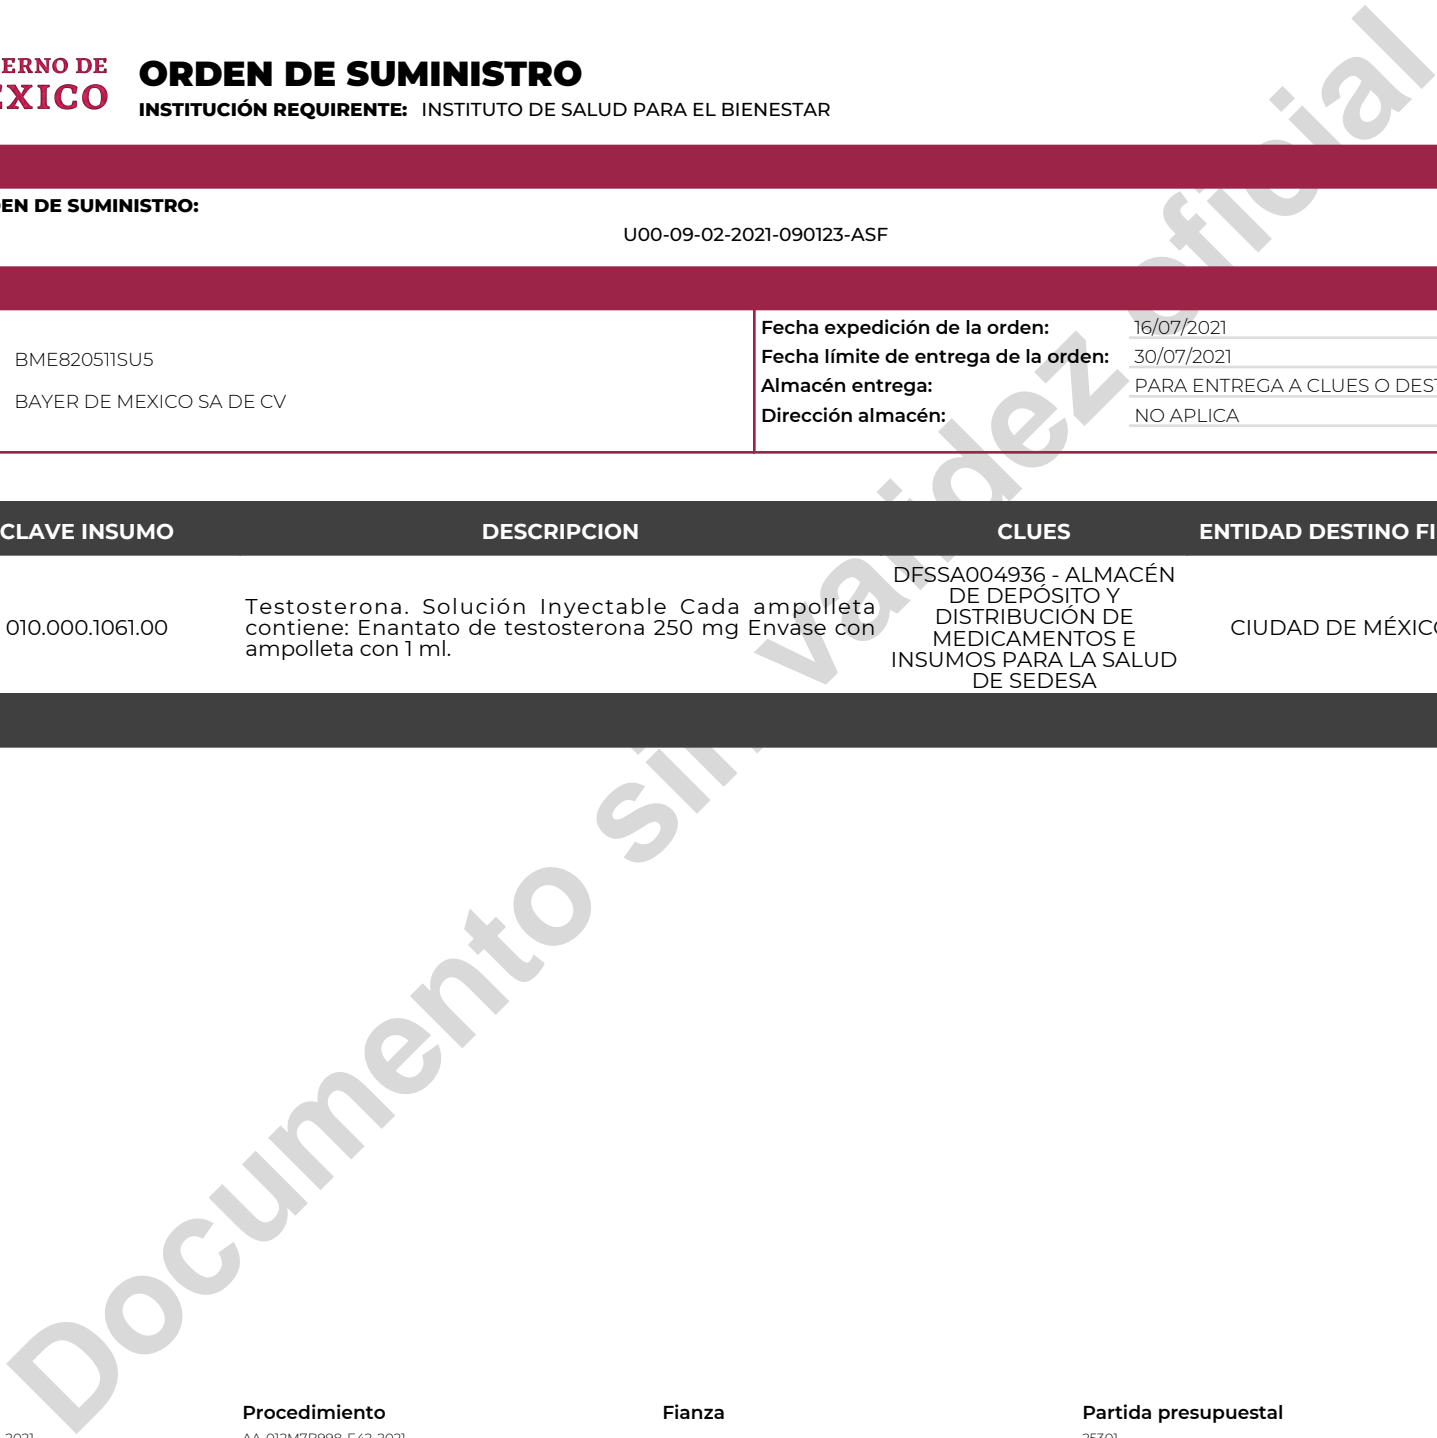 ERNO DE
EXICO
ORDEN DE SUMINISTRO
INSTITUCIÓN REQUIRENTE: INSTITUTO DE SALUD PARA EL BIENESTAR
EN DE SUMINISTRO:
U00-09-02-2021-090123-ASF
BME820511SU5
BAYER DE MEXICO SA DE CV
Fecha expedición de la orden: 16/07/2021
Fecha límite de entrega de la orden: 30/07/2021
Almacén entrega: PARA ENTREGA A CLUES O DEST
Dirección almacén: NO APLICA
CLAVE INSUMO DESCRIPCION CLUES ENTIDAD DESTINO FI
010.000.1061.00
Testosterona. Solución Inyectable Cada ampolleta
contiene: Enantato de testosterona 250 mg Envase con
ampolleta con 1 ml.
DFSSA004936 - ALMACÉN
DE DEPÓSITO Y
DISTRIBUCIÓN DE
MEDICAMENTOS E
INSUMOS PARA LA SALUD
DE SEDESA
CIUDAD DE MÉXICO
Documento sin validez oficial
Procedimiento Fianza Partida presupuestal